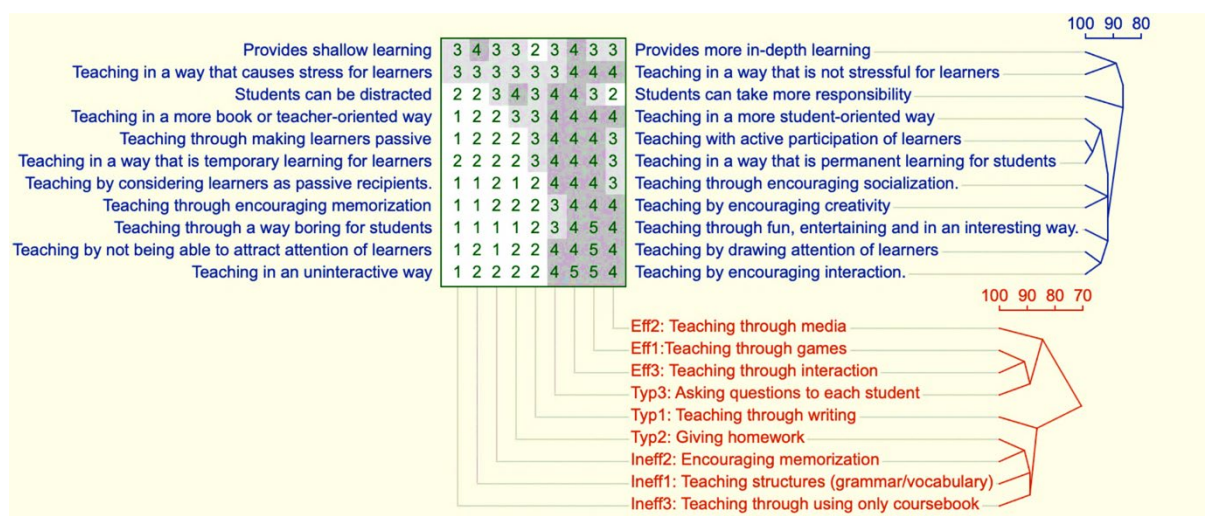 100 90 80
Provides shallow learning 3 4 3 3 2 3 4 3 3 Provides more in-depth learning
Teaching in a way that causes stress for learners 3 3 3 3 3 3 4 4 4 Teaching in a way that is not stressful for learners
Students can be distracted 2 2 3 4 3 4 4 3 2 Students can take more responsibility
Teaching in a more book or teacher-oriented way 1 2 2 3 3 4 4 4 4 Teaching in a more student-oriented way
Teaching through making learners passive 1 2 2 2 3 4 4 4 3 Teaching with active participation of learners
Teaching in a way that is temporary learning for learners 2 2 2 2 3 4 4 4 3 Teaching in a way that is permanent learning for students
Teaching by considering learners as passive recipients. 1 1 2 1 2 4 4 4 3 Teaching through encouraging socialization.
Teaching through encouraging memorization 1 1 2 2 2 3 4 4 4 Teaching by encouraging creativity
Teaching through a way boring for students 1 1 1 1 2 3 4 5 4 Teaching through fun, entertaining and in an interesting way.
Teaching by not being able to attract attention of learners 1 2 1 2 2 4 4 5 4 Teaching by drawing attention of learners
Teaching in an uninteractive way 1 2 2 2 2 4 5 5 4 Teaching by encouraging interaction.
100 90 80 70
Eff2: Teaching through media
Eff1:Teaching through games
Eff3: Teaching through interaction
Typ3: Asking questions to each student
Typ1: Teaching through writing
Typ2: Giving homework
Ineff2: Encouraging memorization
Ineff1: Teaching structures (grammar/vocabulary)
Ineff3: Teaching through using only coursebook